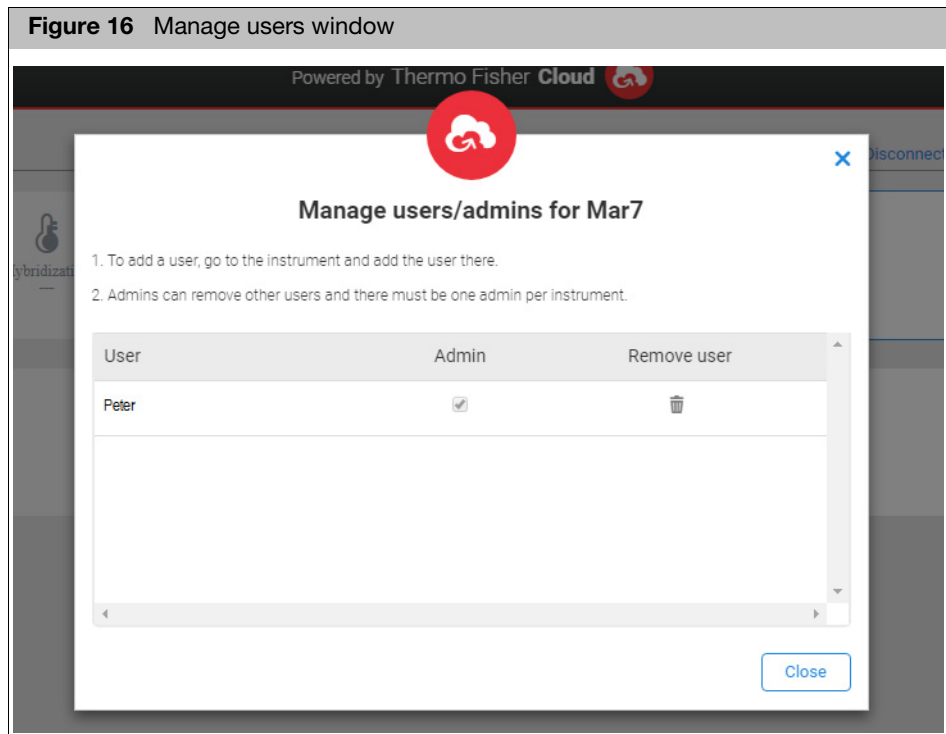 Figure 16 Manage users window
Powered by Thermo Fisher Cloud
Disconnect
Manage users/admins for Mar7
1. To add a user, go to the instrument and add the user there.
2. Admins can remove other users and there must be one admin per instrument.
User Admin Remove user
Peter
Close